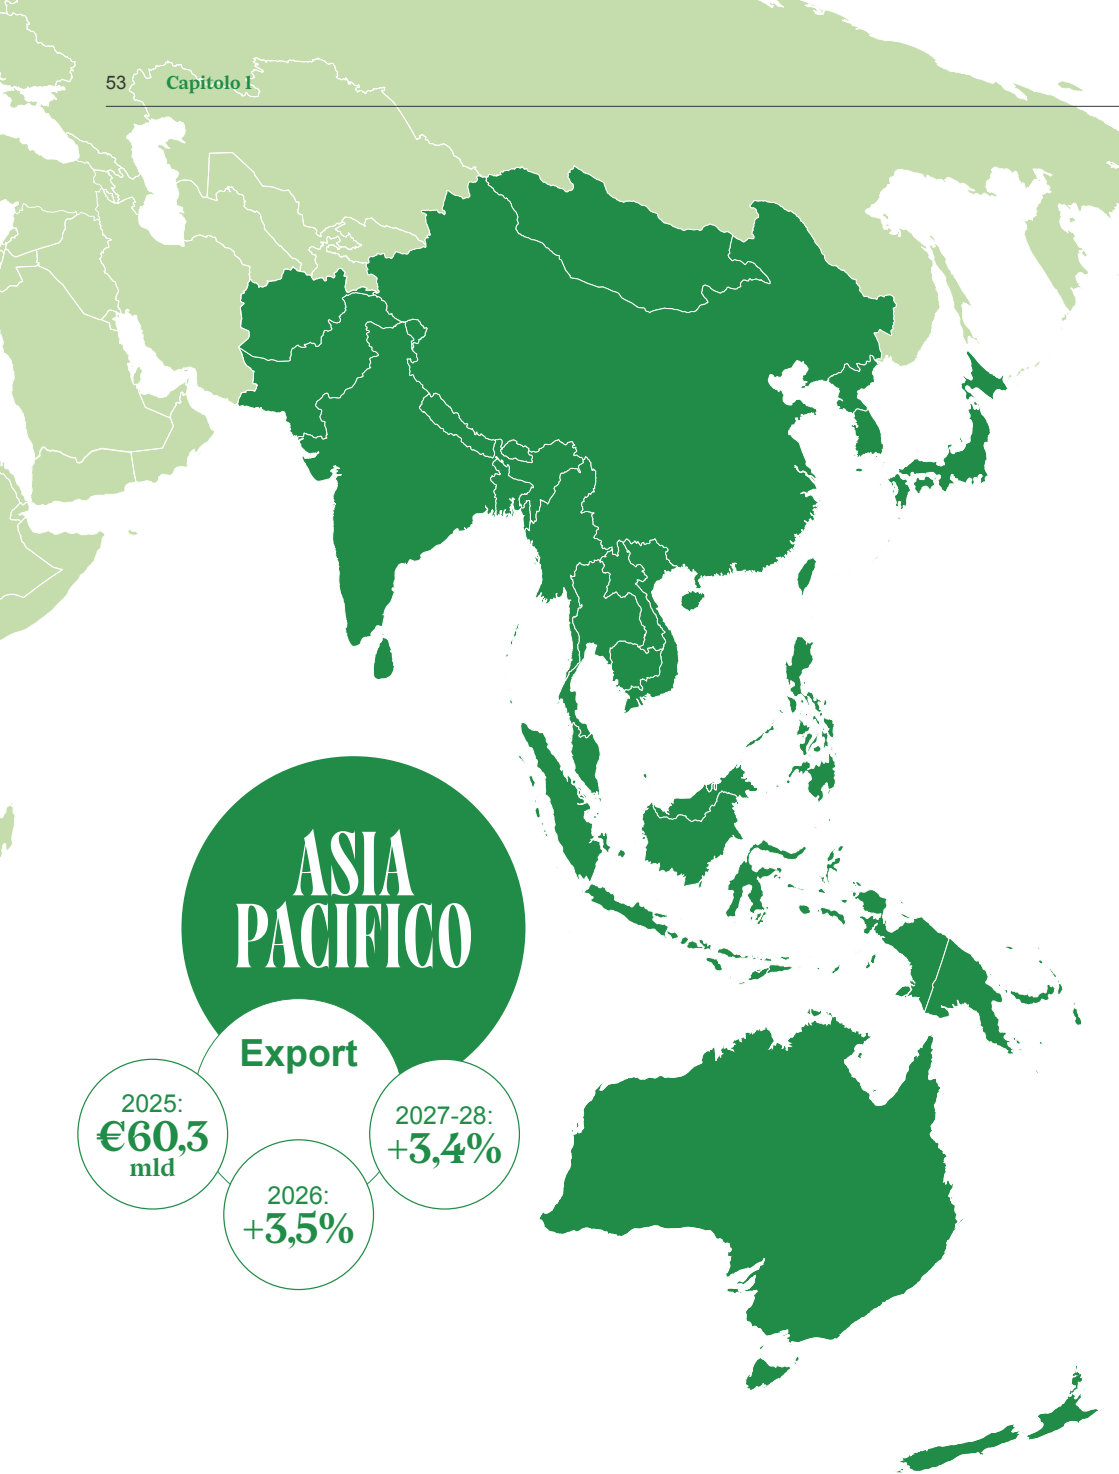 53 Capitolo I
ASIA
PACIFICO
Export
2025:
€60,3
mld
2026:
+3,5%
2027-28:
+3,4%